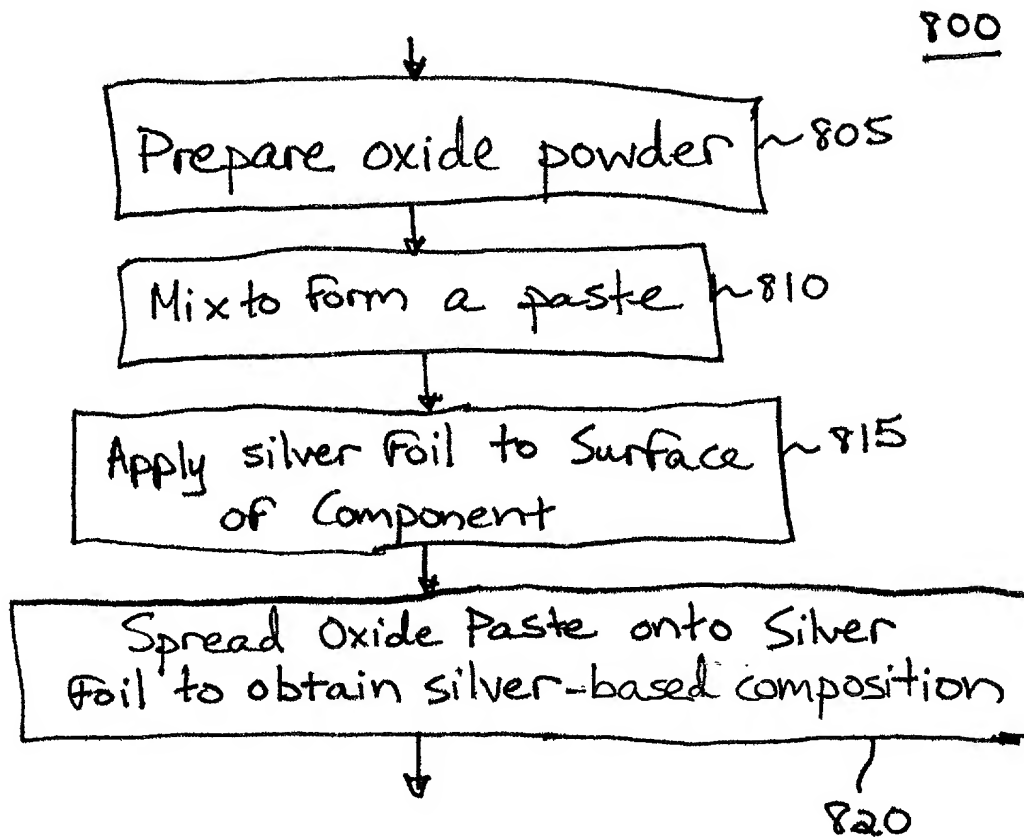 800
Prepare oxide powder
~805
Mix to form a paste
~810
Apply silver Foil to Surface
of Component
~815
Spread Oxide Paste onto Silver
Foil to obtain silver-based composition
820